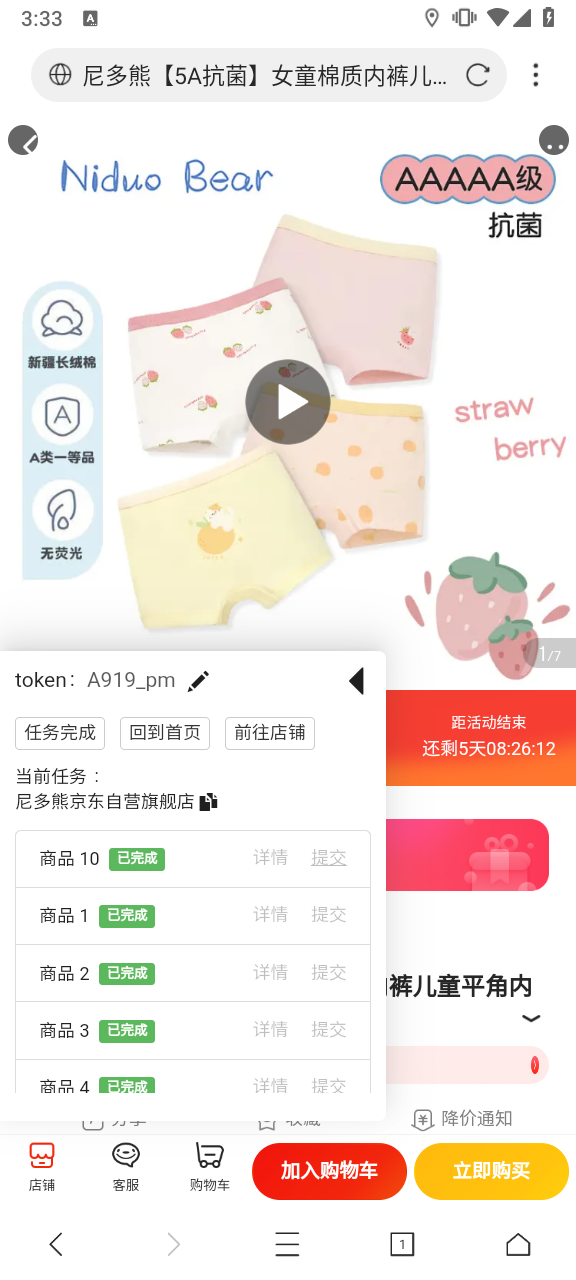 3:33
A
尼多熊【5A抗菌】女童棉质内裤儿...
Niduo Bear
AAAAA级
抗菌
新疆长绒棉
A
A类一等品
无荧光
straw
berry
1/7
token： A919_pm
任务完成
回到首页
前往店铺
当前任务：
尼多熊京东自营旗舰店
距活动结束
还剩5天08:26:12
商品 10 已完成 详情 提交
商品 1 已完成 详情 提交
商品 2 已完成 详情 提交
裤儿童平角内
商品 3 已完成 详情 提交
商品 4 已完成 详情 提交
分享
收藏
降价通知
店铺
客服
购物车
加入购物车
立即购买
1